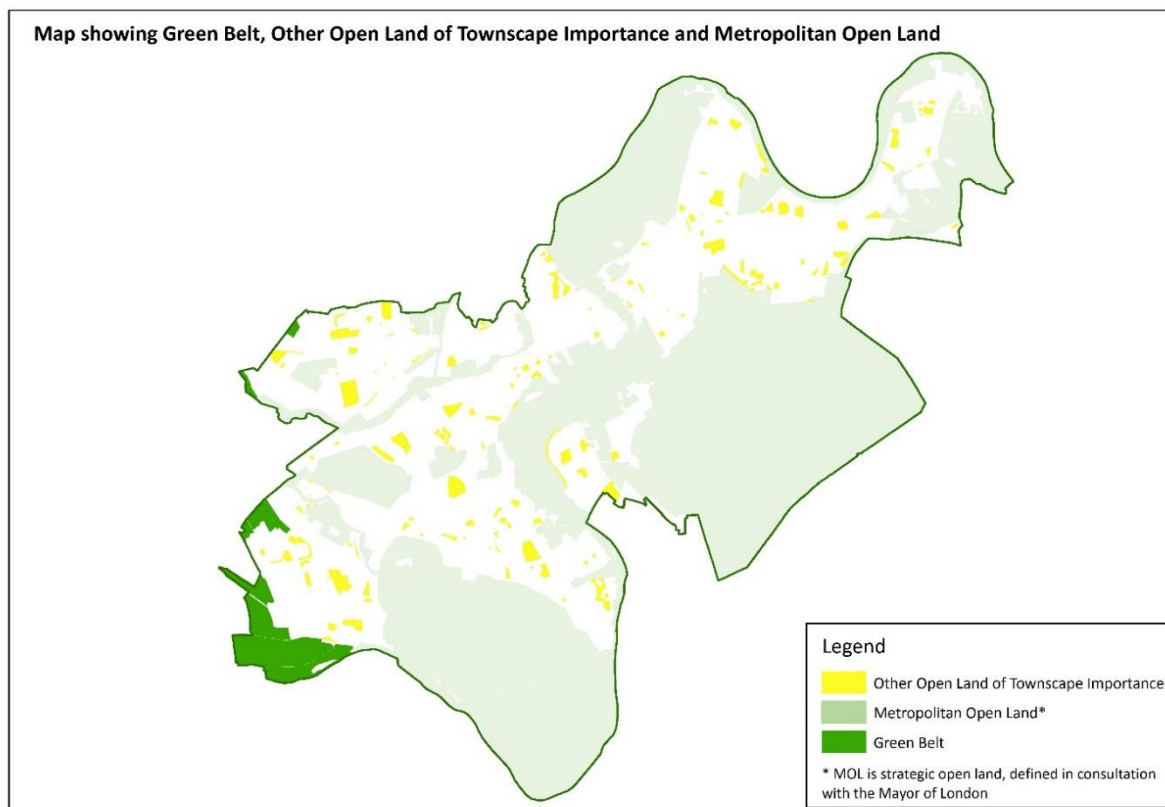 Map showing Green Belt, Other Open Land of Townscape Importance and Metropolitan Open Land
Legend
Other Open Land of Townscape Importance
Metropolitan Open Land*
Green Belt
* MOL is strategic open land, defined in consultation
with the Mayor of London